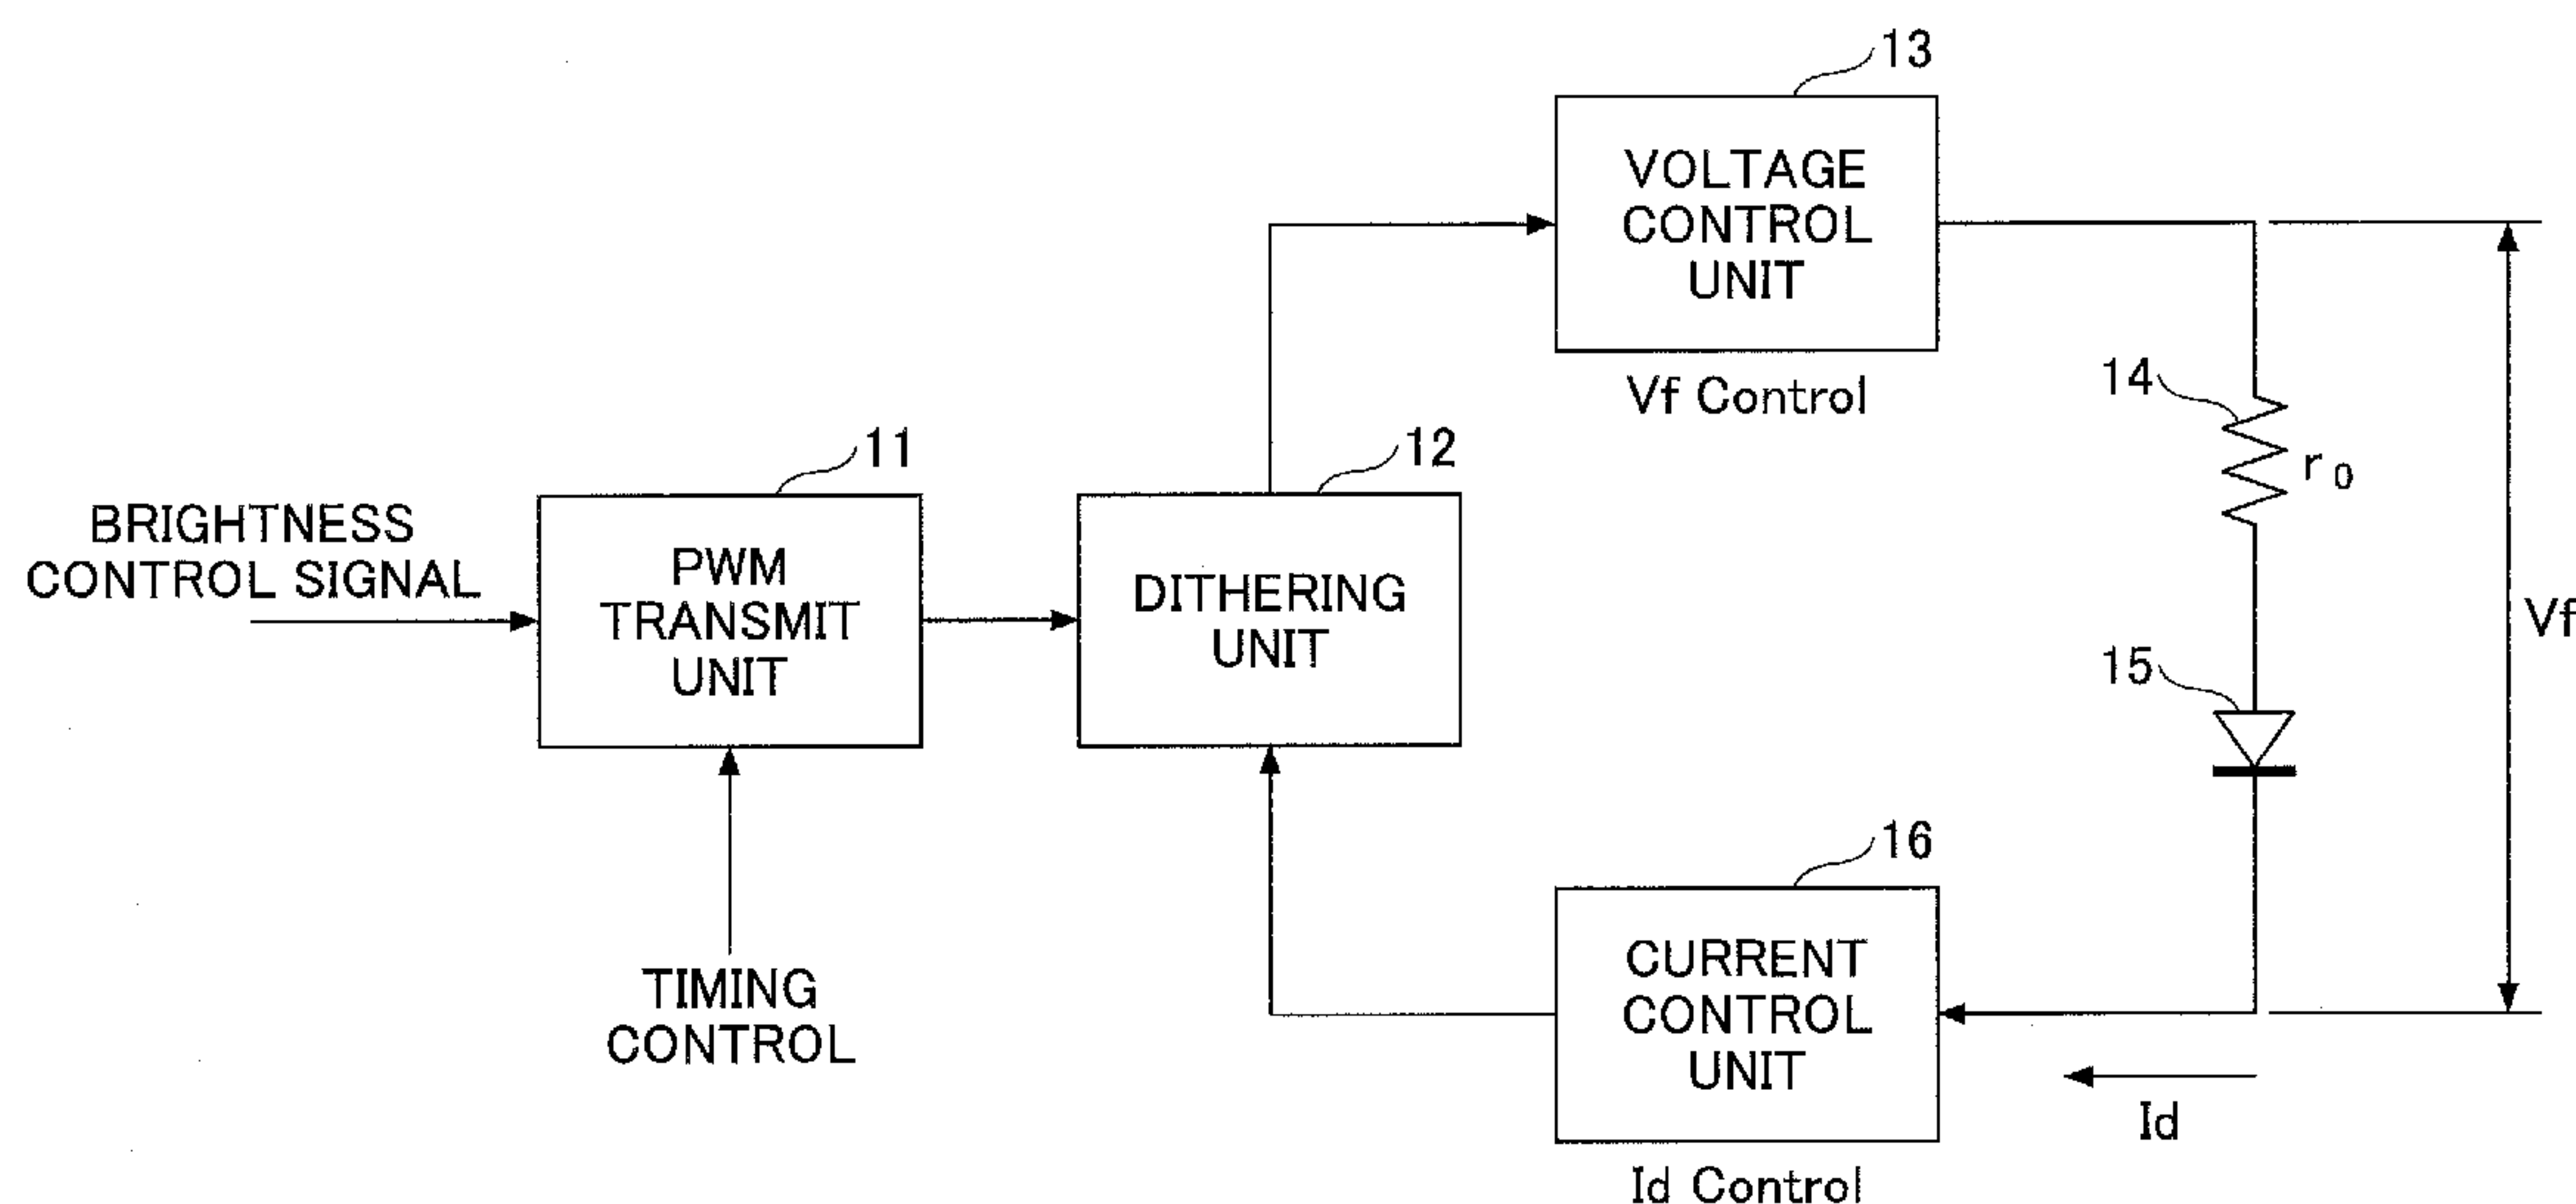 13
VOLTAGE
CONTROL
UNIT
Vf Control
14
r0
11
12
BRIGHTNESS
CONTROL SIGNAL
PWM
TRANSMIT
UNIT
DITHERING
UNIT
Vf
15
16
TIMING
CONTROL
CURRENT
CONTROL
UNIT
Id
Id Control